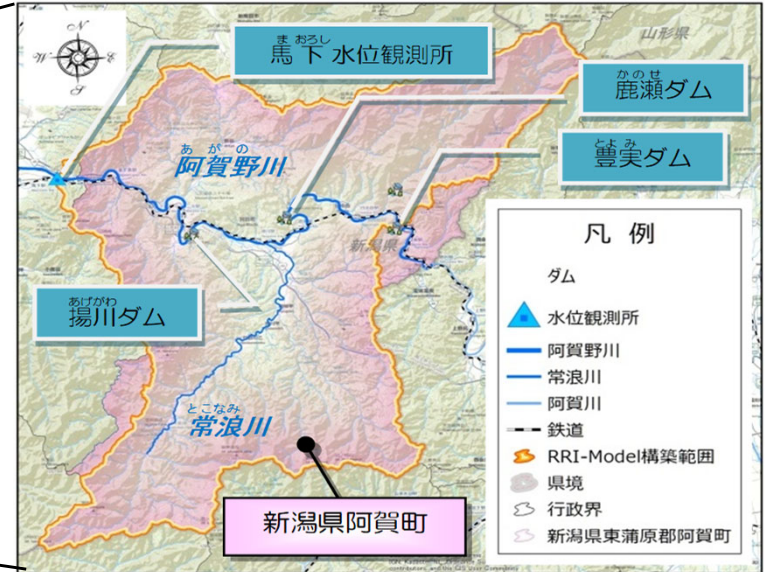 N
W
E
S
まおろし
馬下水位観測所
山形県
かのせ
鹿瀬ダム
あがの
阿賀野川
とよみ
豊実ダム
新潟県
あげがわ
揚川ダム
とこなみ
常浪川
新潟県阿賀町
凡 例
ダム
水位観測所
阿賀野川
常浪川
阿賀川
鉄道
RRI-Model構築範囲
県境
行政界
新潟県東蒲原郡阿賀町